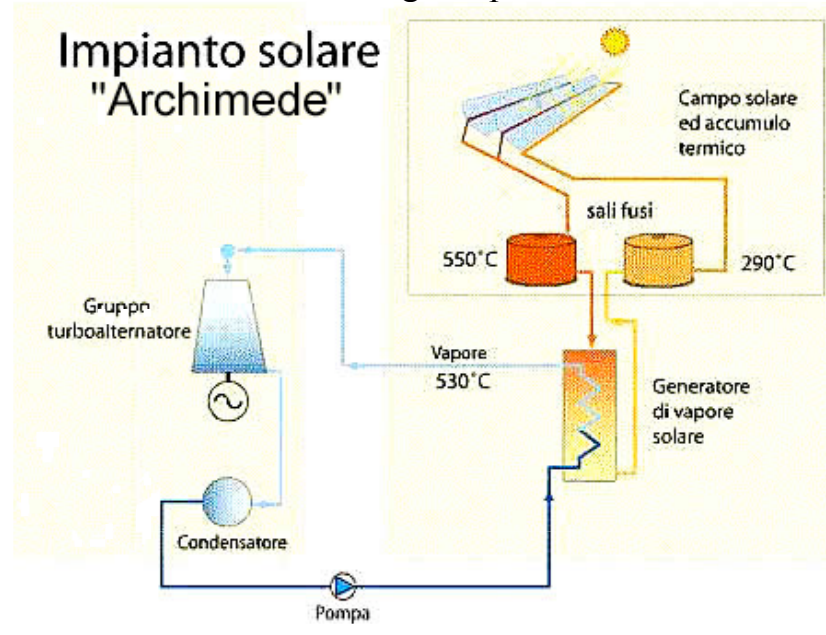 Impianto solare
"Archimede"
Campo solare
ed accumulo
termico
sali fusi
550°C
290°C
Gruppo
turboalternatore
Vapore
530°C
Generatore
di vapore
solare
Condensatore
Pompa